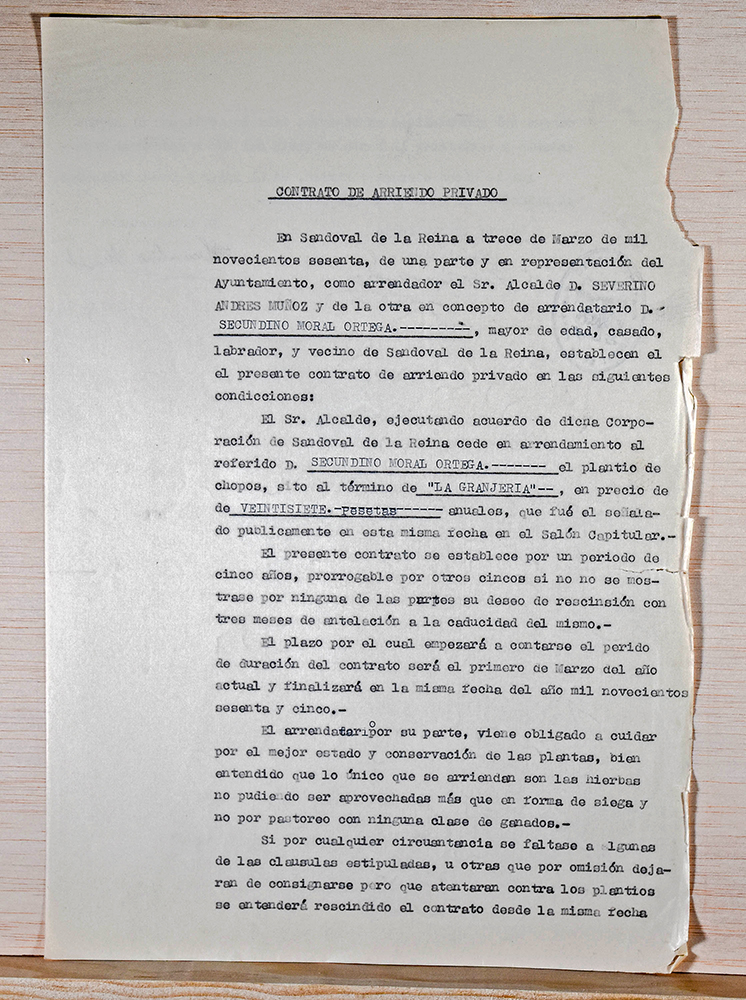 CONTRATO DE ARRIENDO PRIVADO
En Sandoval de la Reina a trece de Marzo de mil
novecientos sesenta, de una parte y en representación del
Ayuntamiento, como arrendador el Sr. Alcalde D. SEVERINO
ANDRES MUÑOZ y de la otra en concepto de arrendatario D.-
SECUNDINO MORAL ORTEGA.---------, mayor de edad, casado,
labrador, y vecino de Sandoval de la Reina, establecen el
el presente contrato de arriendo privado en las siguientes
condicciones:
El Sr. Alcalde, ejecutando acuerdo de dicha Corpo-
ración de Sandoval de la Reina cede en arrendamiento al
referido D. SECUNDINO MORAL ORTEGA.------- el plantio de
chopos, sito al término de "LA GRANJERIA"--, en precio de
de VEINTISIETE.-Pesetas------ anuales, que fué el señala-
do publicamente en esta misma fecha en el Salón Capitular.-
El presente contrato se establece por un periodo de
cinco años, prorrogable por otros cincos si no no se mos-
trase por ninguna de las partes su deseo de rescinsión con
tres meses de antelación a la caducidad del mismo.-
El plazo por el cual empezará a contarse el perido
de duración del contrato será el primero de Marzo del año
actual y finalizará en la misma fecha del año mil novecientos
sesenta y cinco.-
El arrendatario por su parte, viene obligado a cuidar
por el mejor estado y conservación de las plantas, bien
entendido que lo único que se arriendan son las hierbas
no pudiendo ser aprovechadas más que en forma de siega y
no por pastoreo con ninguna clase de ganados.-
Si por cualquier circunstancia se faltase a algunas
de las clausulas estipuladas, u otras que por omisión deja-
ran de consignarse pero que atentaran contra los plantios
se entenderá rescindido el contrato desde la misma fecha